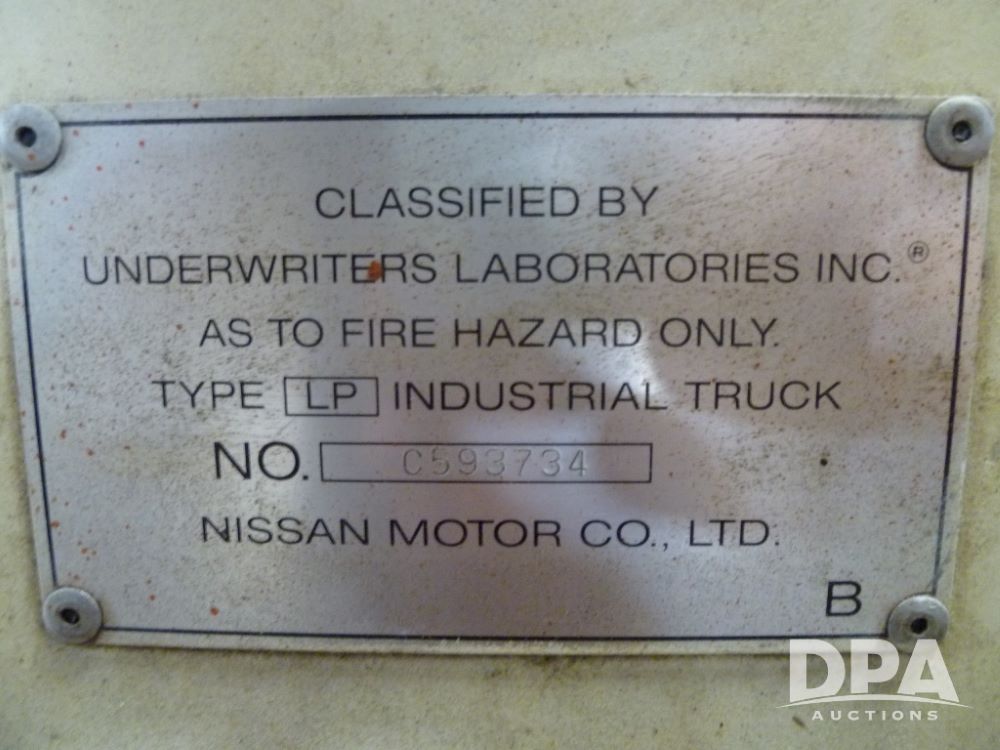 CLASSIFIED BY
UNDERWRITERS LABORATORIES INC.®
AS TO FIRE HAZARD ONLY.
TYPE LP INDUSTRIAL TRUCK
NO. C593734
NISSAN MOTOR CO., LTD.
B
DPA
AUCTIONS